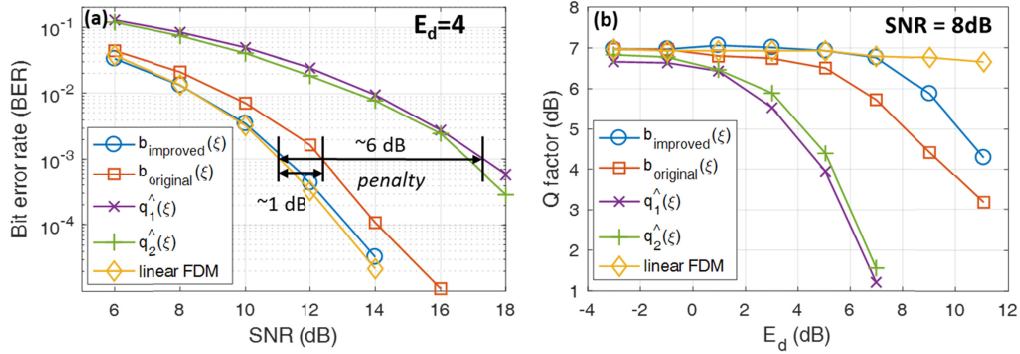 (a)
E_d=4
10^-1
10^-2
10^-3
10^-4
Bit error rate (BER)
b_improved(ξ)
b_original(ξ)
q̂_1(ξ)
q̂_2(ξ)
linear FDM
~6 dB
penalty
~1 dB
6 8 10 12 14 16 18
SNR (dB)
(b)
SNR = 8dB
8
7
6
5
4
3
2
1
Q factor (dB)
b_improved(ξ)
b_original(ξ)
q̂_1(ξ)
q̂_2(ξ)
linear FDM
-4 -2 0 2 4 6 8 10 12
E_d (dB)